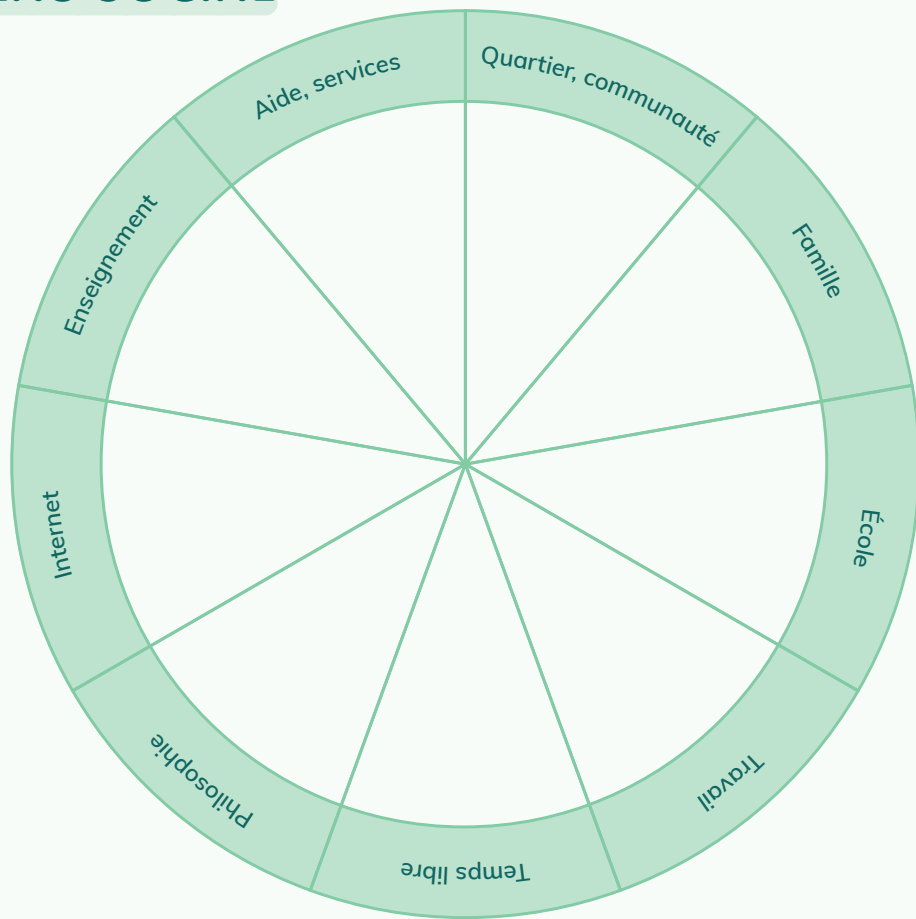 Quartier, communauté
Famille
École
Travail
Temps libre
Philosophie
Internet
Enseignement
Aide, services